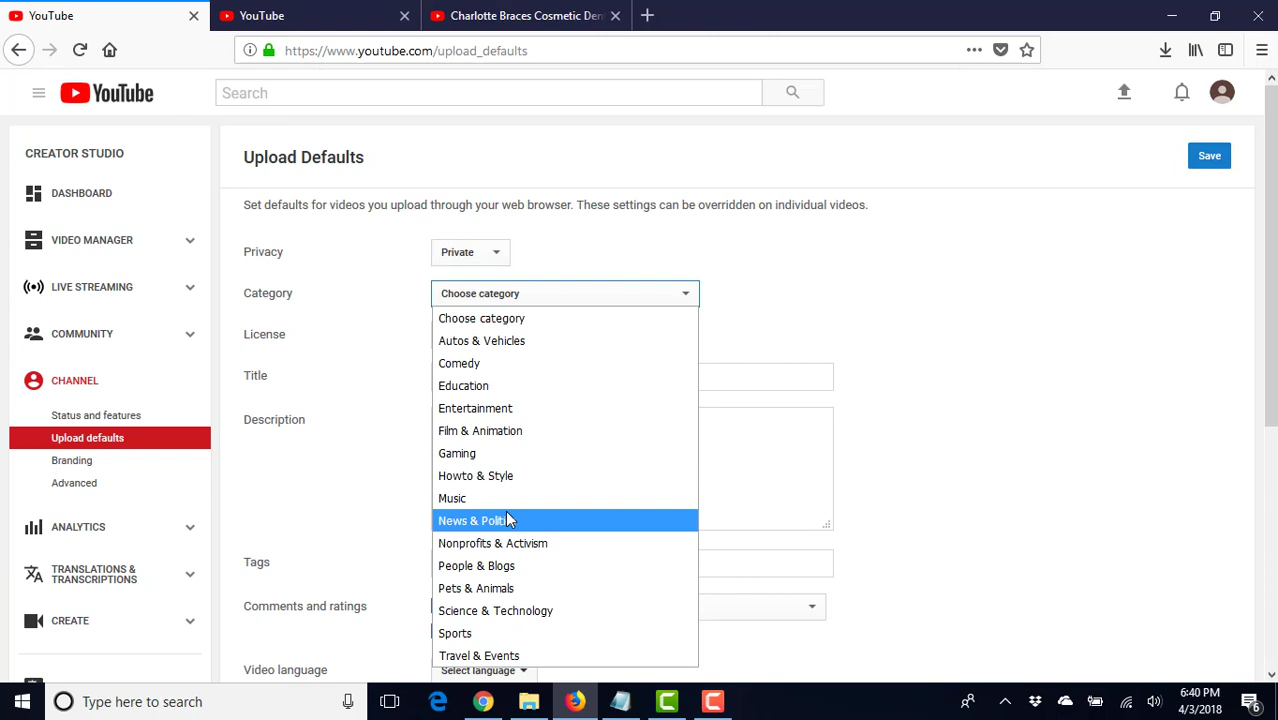 YouTube
YouTube
Charlotte Braces Cosmetic Den
https://www.youtube.com/upload_defaults
YouTube
Search
CREATOR STUDIO
DASHBOARD
VIDEO MANAGER
LIVE STREAMING
COMMUNITY
CHANNEL
Status and features
Upload defaults
Branding
Advanced
ANALYTICS
TRANSLATIONS &
TRANSCRIPTIONS
CREATE
Upload Defaults
Save
Set defaults for videos you upload through your web browser. These settings can be overridden on individual videos.
Privacy
Private
Category
Choose category
Choose category
Autos & Vehicles
Comedy
Education
Entertainment
Film & Animation
Gaming
Howto & Style
Music
News & Politi
Nonprofits & Activism
People & Blogs
Pets & Animals
Science & Technology
Sports
Travel & Events
License
Title
Description
Tags
Comments and ratings
Video language
Select language
Type here to search
6:40 PM
4/3/2018
6